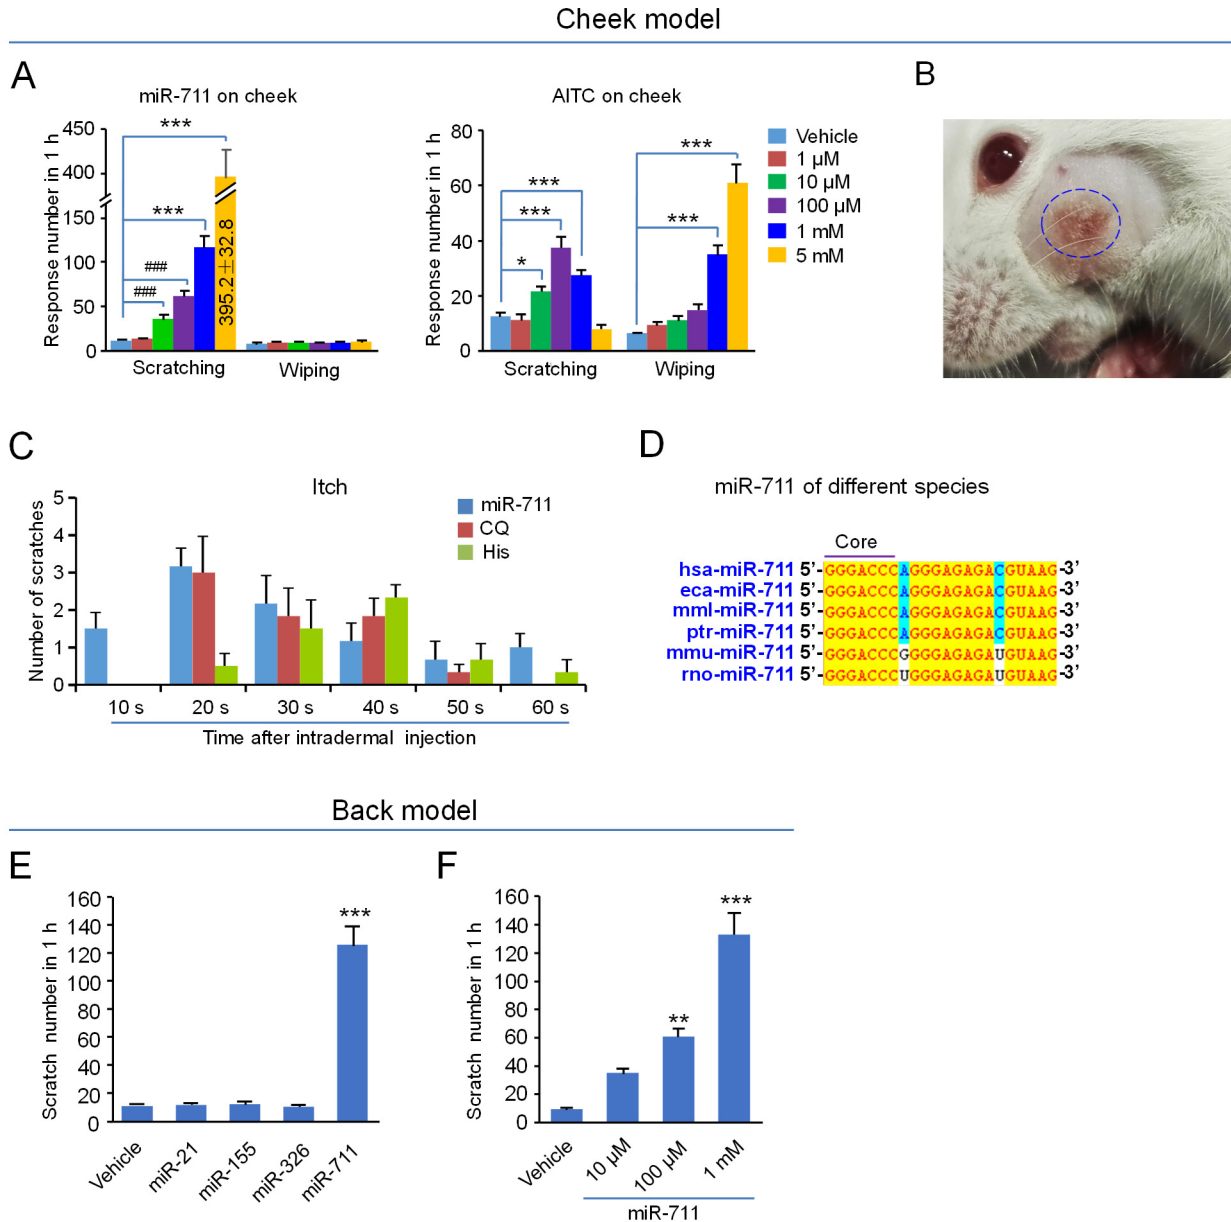 Cheek model
A
miR-711 on cheek
Response number in 1 h
450
400
150
100
50
0
***
***
###
###
395.2±32.8
Scratching
Wiping
AITC on cheek
Response number in 1 h
80
60
40
20
0
***
***
*
***
***
Scratching
Wiping
Vehicle
1 µM
10 µM
100 µM
1 mM
5 mM
B
C
Itch
Number of scratches
5
4
3
2
1
0
miR-711
CQ
His
10 s 20 s 30 s 40 s 50 s 60 s
Time after intradermal injection
D
miR-711 of different species
Core
hsa-miR-711 5’-GGGACCCAGGGAGAGACGUAAG-3’
eca-miR-711 5’-GGGACCCAGGGAGAGACGUAAG-3’
mml-miR-711 5’-GGGACCCAGGGAGAGACGUAAG-3’
ptr-miR-711 5’-GGGACCCAGGGAGAGACGUAAG-3’
mmu-miR-711 5’-GGGACCCGGGGAGAGAUGUAAG-3’
rno-miR-711 5’-GGGACCCUGGGAGAGAUGUAAG-3’
Back model
E
Scratch number in 1 h
160
140
120
100
80
60
40
20
0
***
Vehicle
miR-21
miR-155
miR-326
miR-711
F
Scratch number in 1 h
160
140
120
100
80
60
40
20
0
**
***
Vehicle
10 µM
100 µM
1 mM
miR-711